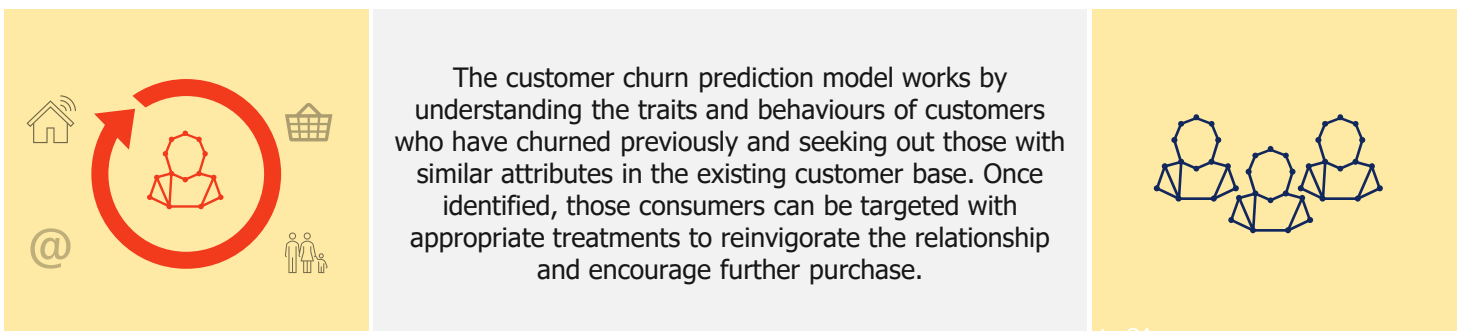 The customer churn prediction model works by
understanding the traits and behaviours of customers
who have churned previously and seeking out those with
similar attributes in the existing customer base. Once
identified, those consumers can be targeted with
appropriate treatments to reinvigorate the relationship
and encourage further purchase.
@